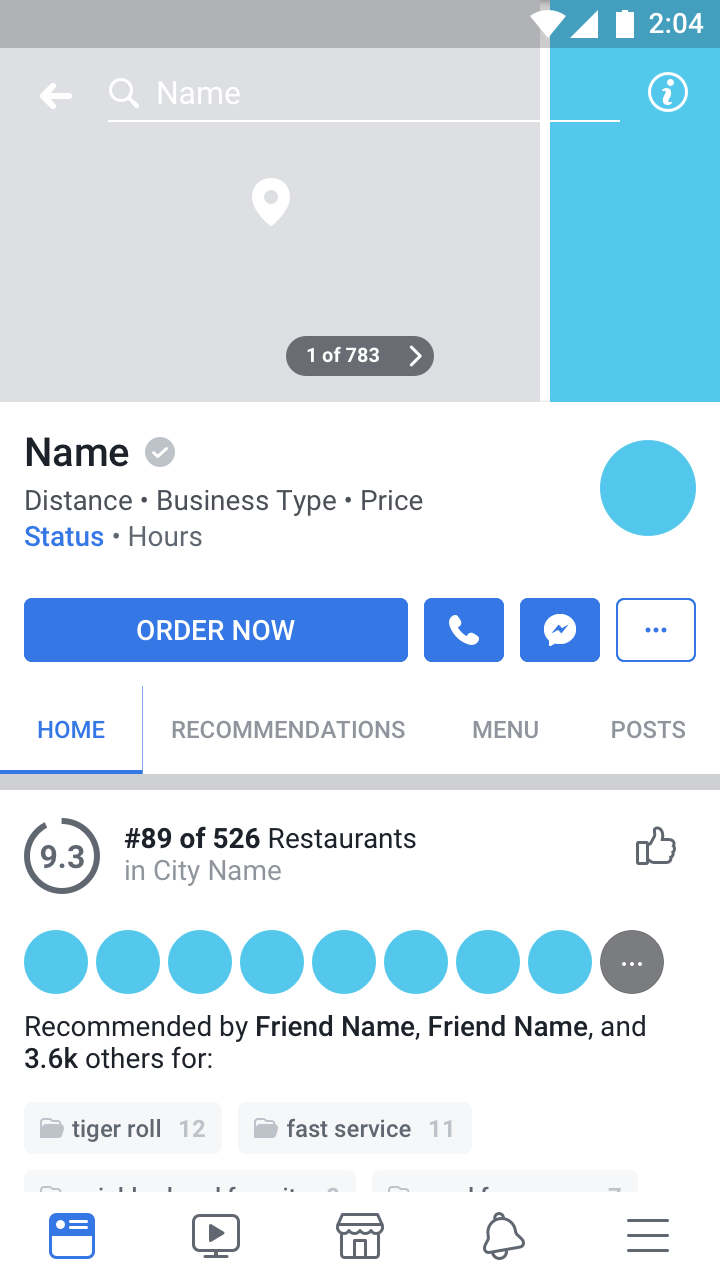 2:04
Name
1 of 783
Name
Distance • Business Type • Price
Status • Hours
ORDER NOW
HOME RECOMMENDATIONS MENU POSTS
9.3
#89 of 526 Restaurants
in City Name
Recommended by Friend Name, Friend Name, and
3.6k others for:
tiger roll 12 fast service 11